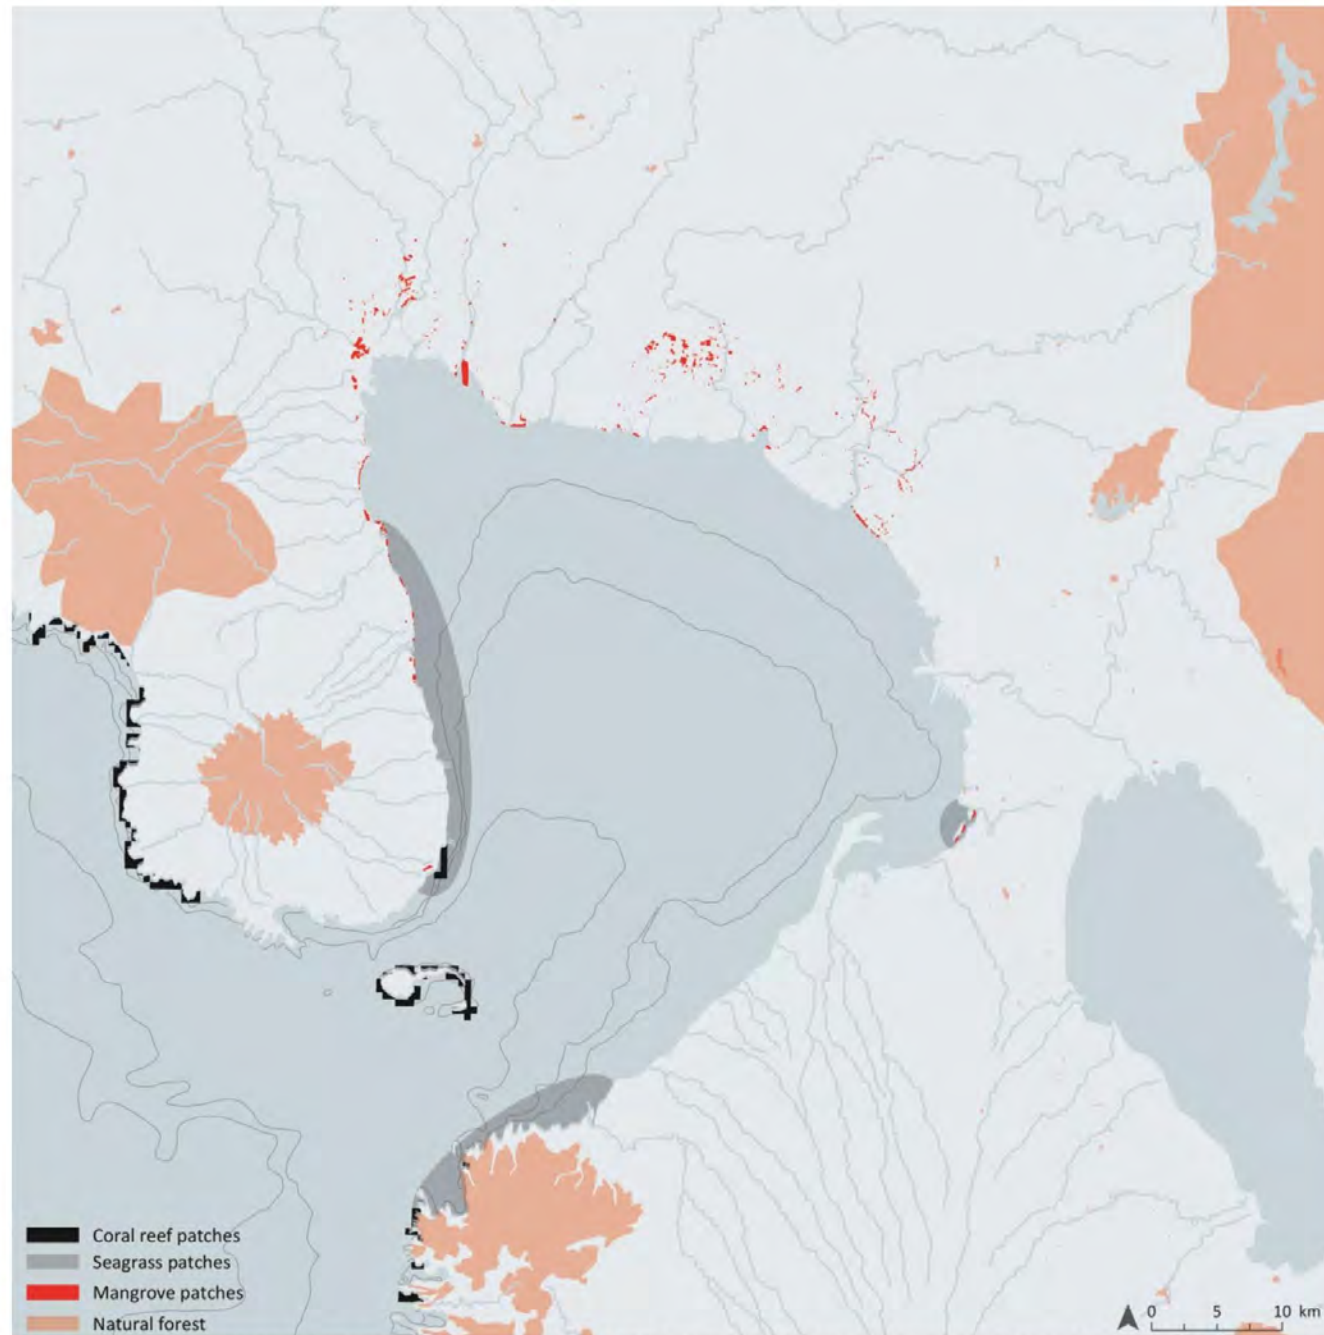 Coral reef patches
Seagrass patches
Mangrove patches
Natural forest
0 5 10 km